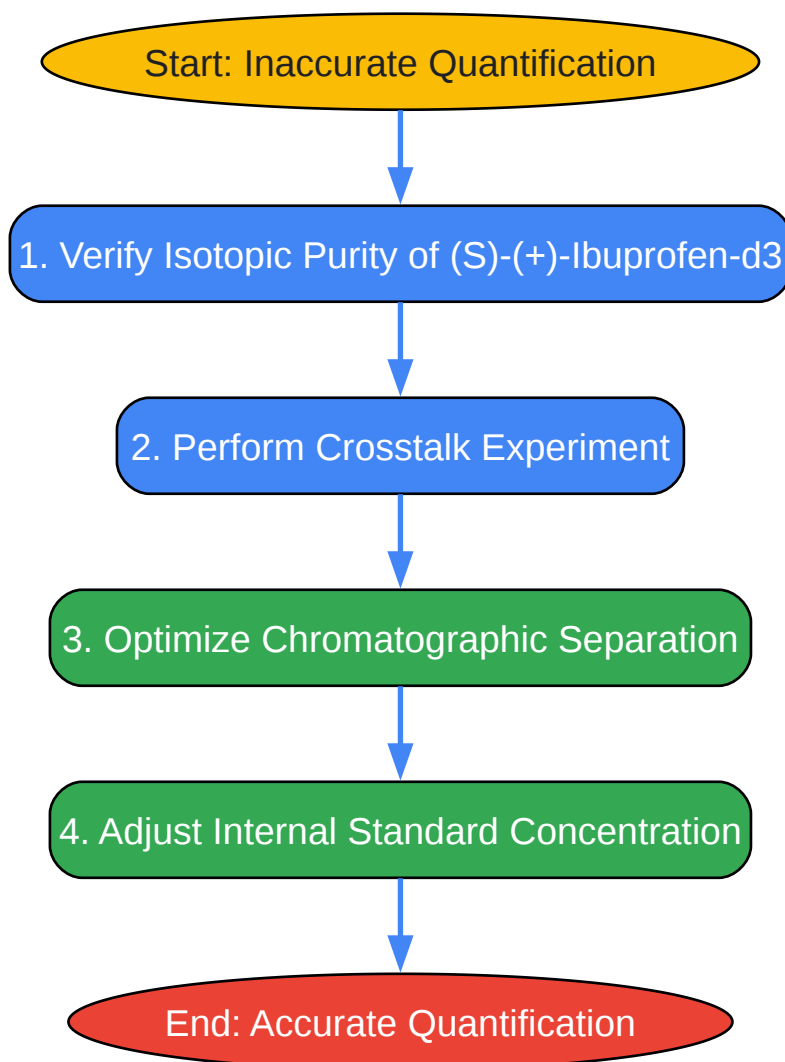 Start: Inaccurate Quantification
1. Verify Isotopic Purity of (S)-(+)-Ibuprofen-d3
2. Perform Crosstalk Experiment
3. Optimize Chromatographic Separation
4. Adjust Internal Standard Concentration
End: Accurate Quantification